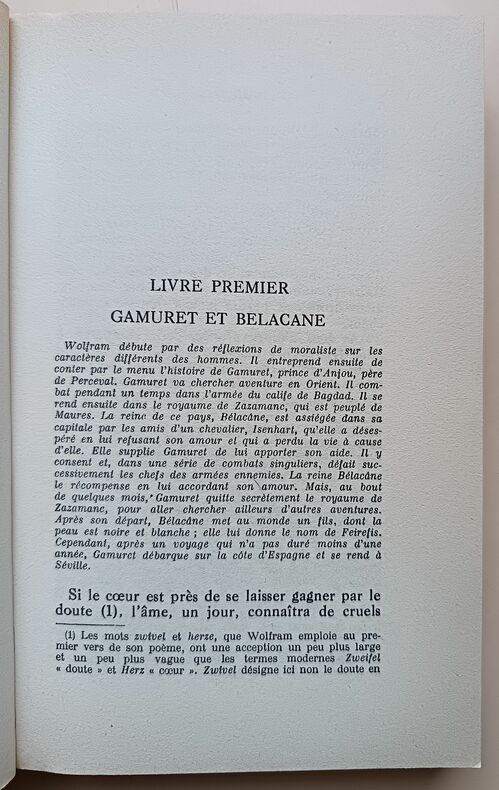 LIVRE PREMIER
GAMURET ET BELACANE
Wolfram débute par des réflexions de moraliste sur les
caractères différents des hommes. Il entreprend ensuite de
conter par le menu l'histoire de Gamuret, prince d'Anjou, père
de Perceval. Gamuret va chercher aventure en Orient. Il com-
bat pendant un temps dans l'armée du calife de Bagdad. Il se
rend ensuite dans le royaume de Zazamanc, qui est peuplé de
Maures. La reine de ce pays, Bélacâne, est assiégée dans sa
capitale par les amis d'un chevalier, Isenhart, qu'elle a déses-
péré en lui refusant son amour et qui a perdu la vie à cause
d'elle. Elle supplie Gamuret de lui apporter son aide. Il y
consent et, dans une série de combats singuliers, défait suc-
cessivement les chefs des armées ennemies. La reine Bélacâne
le récompense en lui accordant son amour. Mais, au bout
de quelques mois, Gamuret quitte secrètement le royaume de
Zazamanc, pour aller chercher ailleurs d'autres aventures.
Après son départ, Bélacâne met au monde un fils, dont la
peau est noire et blanche ; elle lui donne le nom de Feirefis.
Cependant, après un voyage qui n'a pas duré moins d'une
année, Gamuret débarque sur la côte d'Espagne et se rend à
Séville.
Si le cœur est près de se laisser gagner par le
doute (1), l'âme, un jour, connaîtra de cruels
(1) Les mots zwivel et herze, que Wolfram emploie au pre-
mier vers de son poème, ont une acception un peu plus large
et un peu plus vague que les termes modernes Zweifel
« doute » et Herz « cœur ». Zwivel désigne ici non le doute en